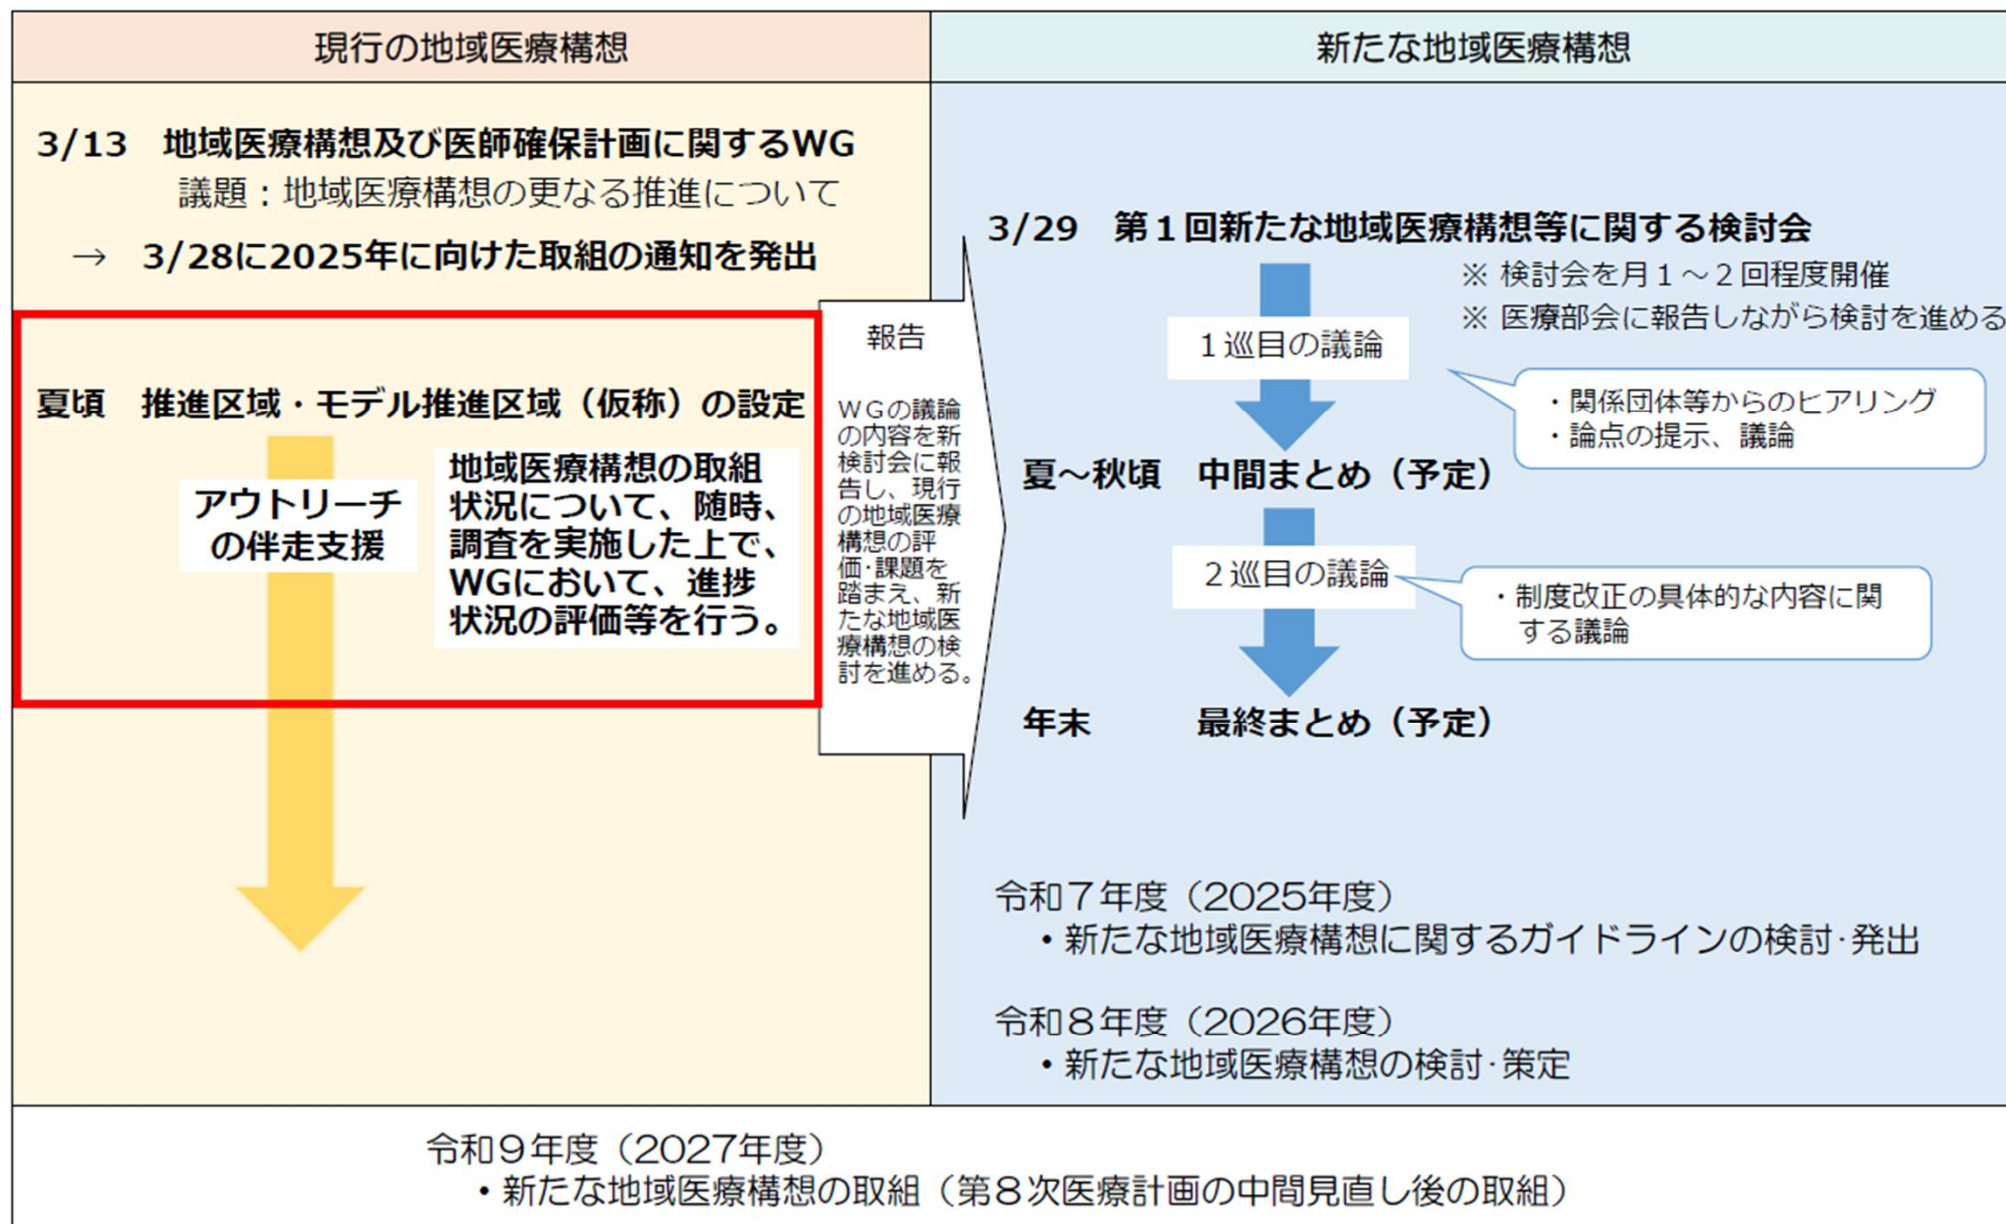 現行の地域医療構想
3/13　地域医療構想及び医師確保計画に関するWG
議題：地域医療構想の更なる推進について
→　3/28に2025年に向けた取組の通知を発出
夏頃　推進区域・モデル推進区域（仮称）の設定
アウトリーチ
の伴走支援
地域医療構想の取組
状況について、随時、
調査を実施した上で、
WGにおいて、進捗
状況の評価等を行う。
報告
ＷＧの議論
の内容を新
検討会に報
告し、現行
の地域医療
構想の評
価･課題を
踏まえ、新
たな地域医
療構想の検
討を進める。
新たな地域医療構想
3/29　第１回新たな地域医療構想等に関する検討会
※ 検討会を月１～２回程度開催
※ 医療部会に報告しながら検討を進める
１巡目の議論
・関係団体等からのヒアリング
・論点の提示、議論
夏～秋頃　中間まとめ（予定）
２巡目の議論
・制度改正の具体的な内容に関
する議論
年末　最終まとめ（予定）
令和７年度（2025年度）
・新たな地域医療構想に関するガイドラインの検討･発出
令和８年度（2026年度）
・新たな地域医療構想の検討･策定
令和９年度（2027年度）
・新たな地域医療構想の取組（第８次医療計画の中間見直し後の取組）